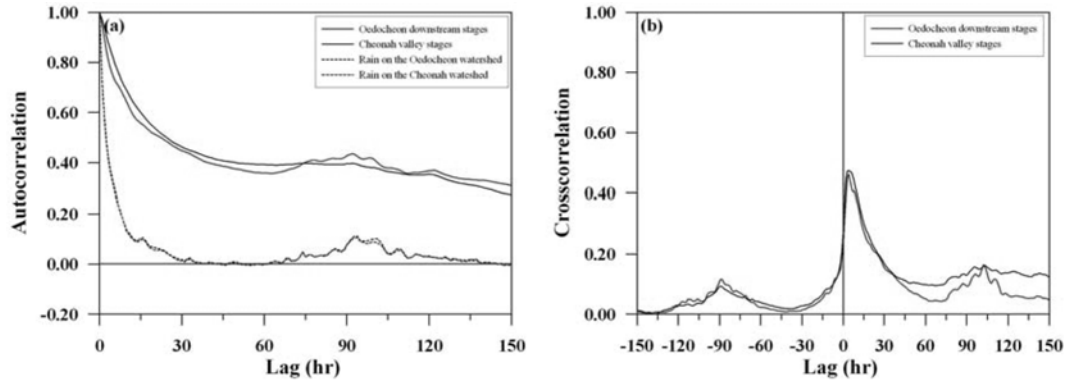 (a)
Oedocheon downstream stages
Cheonah valley stages
Rain on the Oedocheon watershed
Rain on the Cheonah wateshed
Autocorrelation
1.00
0.80
0.60
0.40
0.20
0.00
-0.20
0 30 60 90 120 150
Lag (hr)
(b)
Oedocheon downstream stages
Cheonah valley stages
Crosscorrelation
1.00
0.80
0.60
0.40
0.20
0.00
-150 -120 -90 -60 -30 0 30 60 90 120 150
Lag (hr)